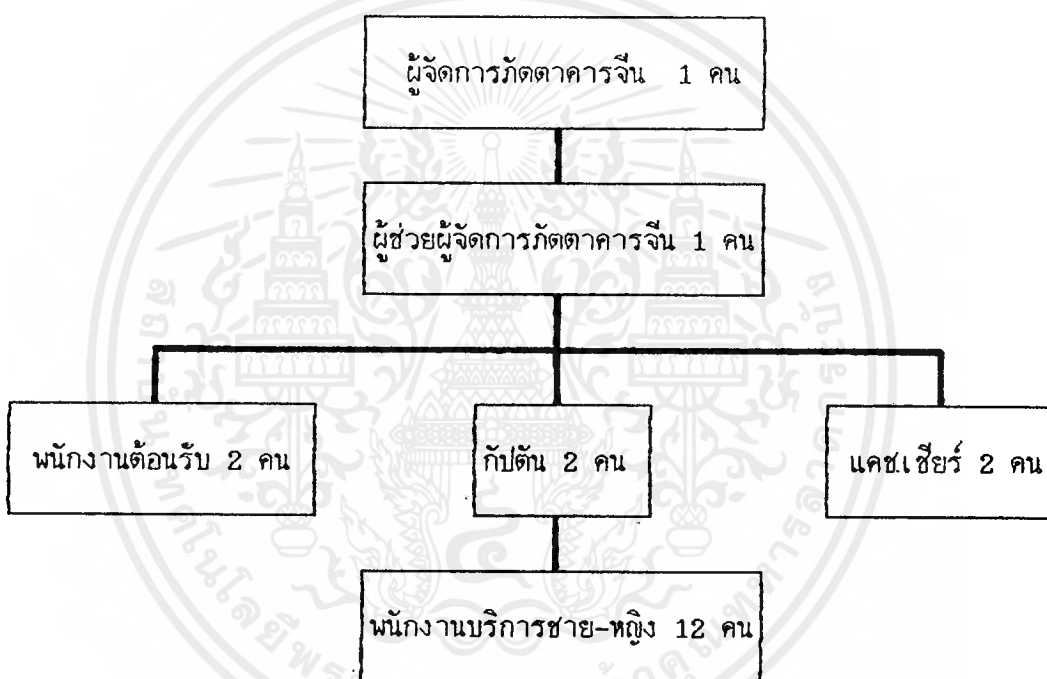 ผู้จัดการภัตตาคารจีน 1 คน
ผู้ช่วยผู้จัดการภัตตาคารจีน 1 คน
พนักงานต้อนรับ 2 คน
กัปตัน 2 คน
แคชเชียร์ 2 คน
พนักงานบริการชาย-หญิง 12 คน